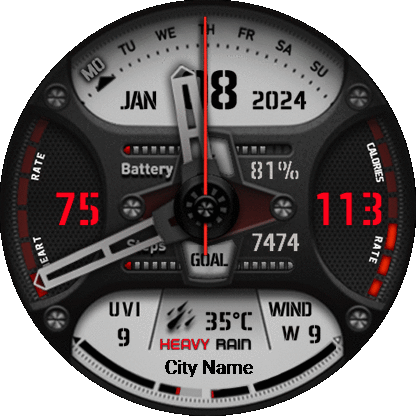 MO TU WE TH FR SA SU
JAN 2024
Battery 81%
HEART RATE
75
CALORIES RATE
113
Steps 7474
GOAL
UVI
9
35°C
HEAVY RAIN
WIND
W 9
City Name